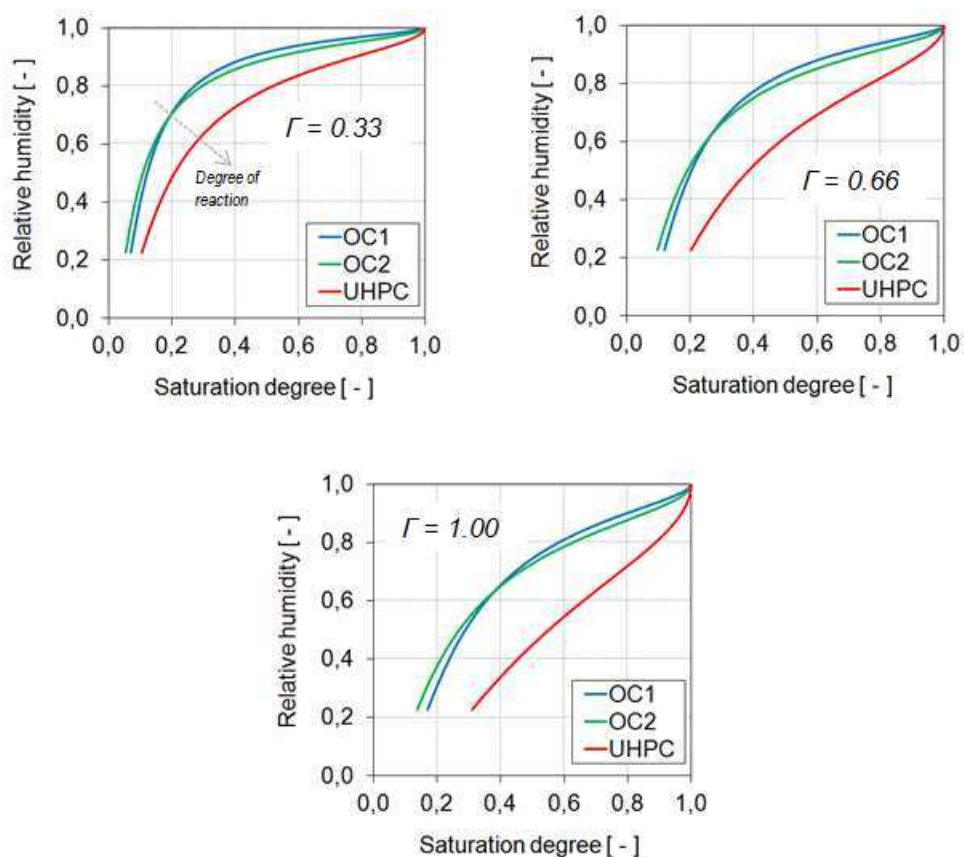 1,0
0,8
0,6
0,4
0,2
0,0
Relative humidity [ - ]
Γ = 0.33
Degree of
reaction
OC1
OC2
UHPC
0,0 0,2 0,4 0,6 0,8 1,0
Saturation degree [ - ]
1,0
0,8
0,6
0,4
0,2
0,0
Relative humidity [ - ]
Γ = 0.66
OC1
OC2
UHPC
0,0 0,2 0,4 0,6 0,8 1,0
Saturation degree [ - ]
1,0
0,8
0,6
0,4
0,2
0,0
Relative humidity [ - ]
Γ = 1.00
OC1
OC2
UHPC
0,0 0,2 0,4 0,6 0,8 1,0
Saturation degree [ - ]